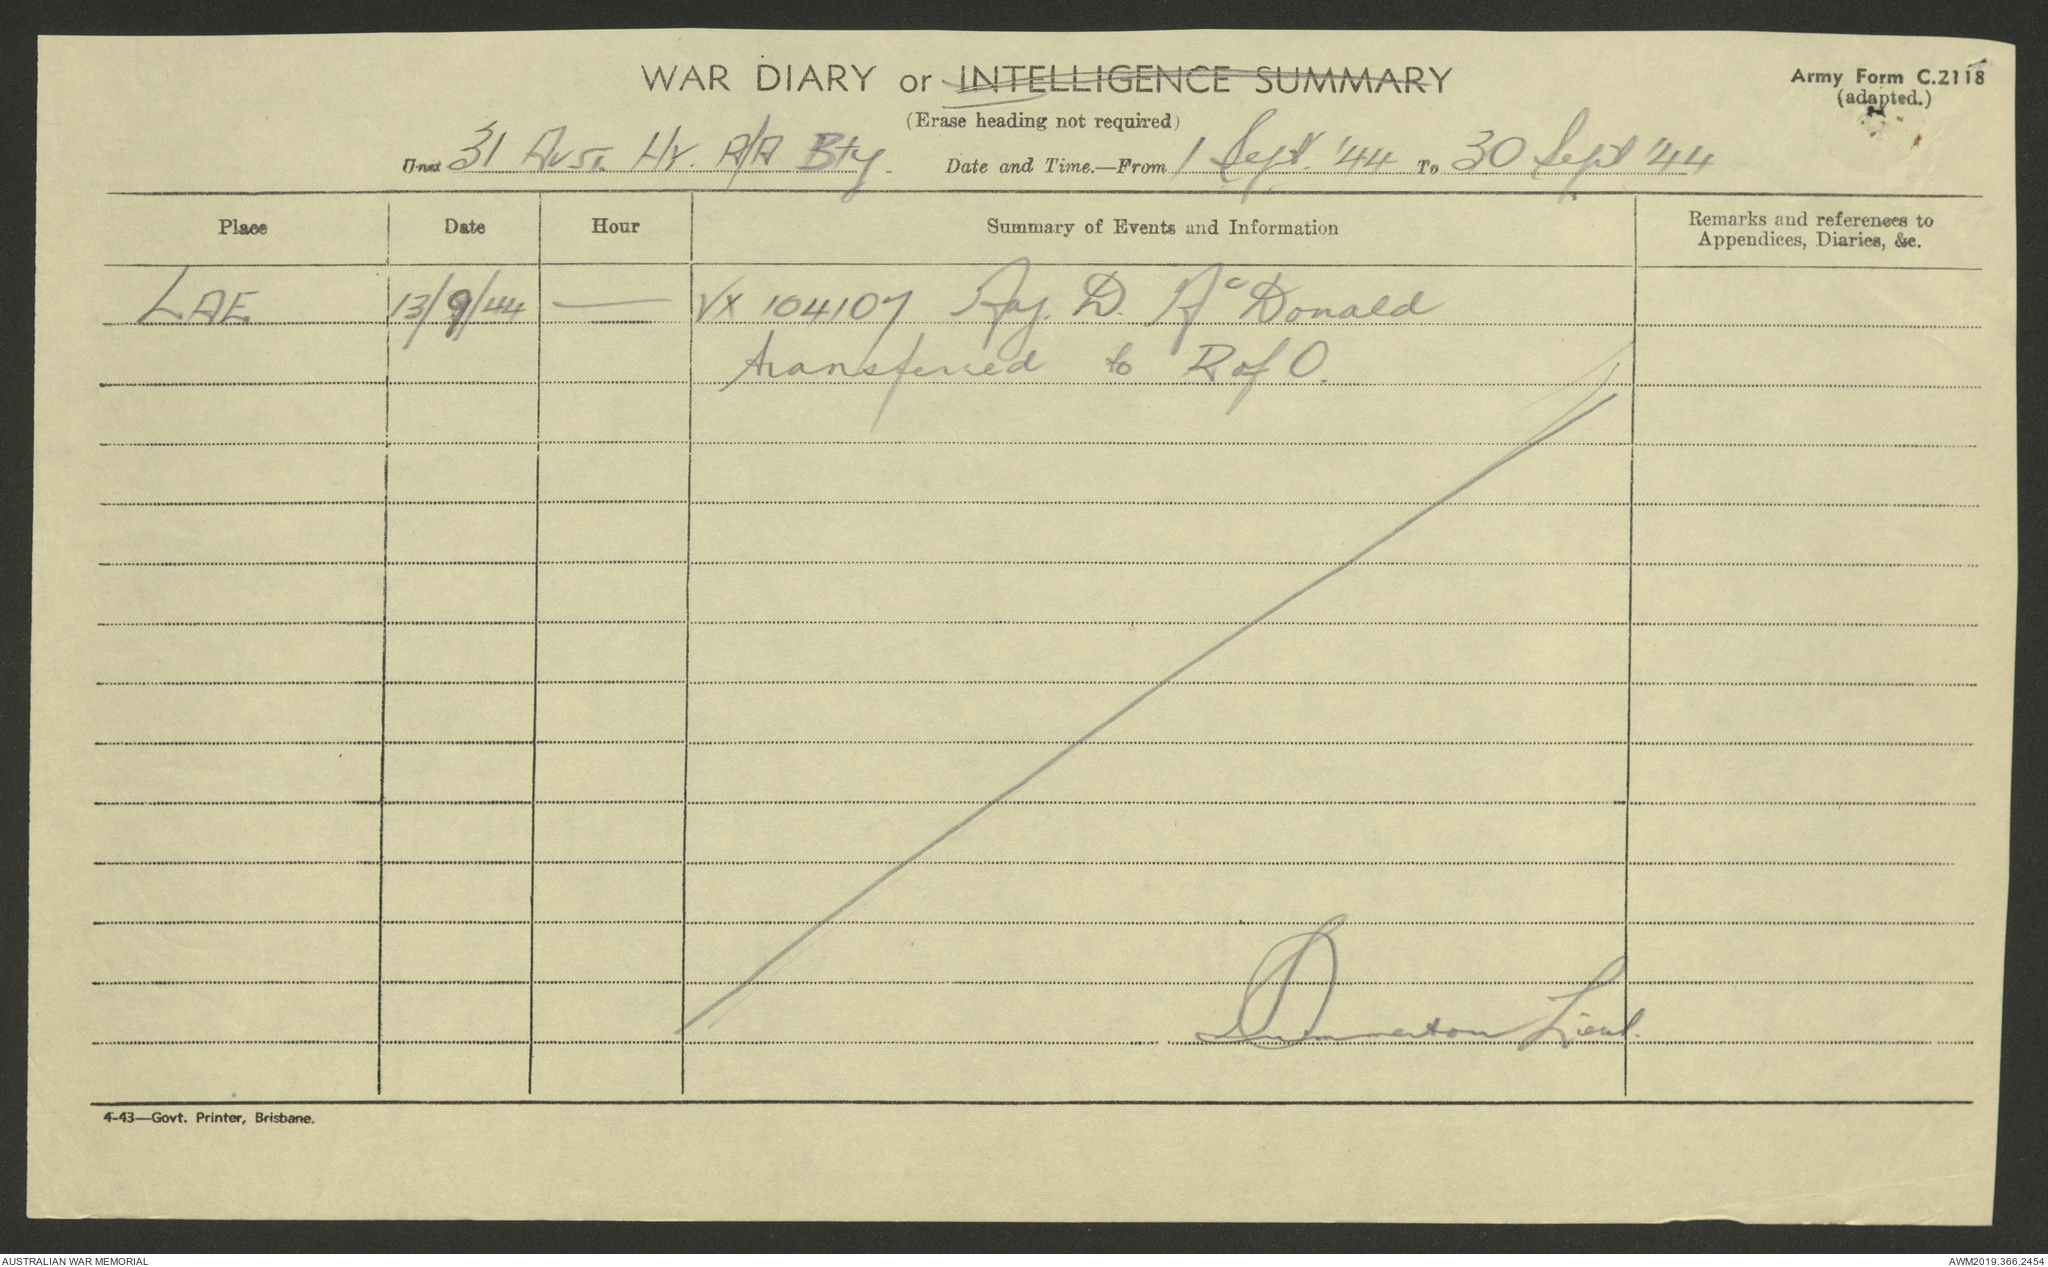 WAR DIARY or INTELLIGENCE SUMMARY
Army Form C.2118
(adapted.)
(Erase heading not required)
Unit 31 Aust. Hy. A/A Bty. Date and Time.—From 1 Sept. '44 To 30 Sept '44
Place Date Hour Summary of Events and Information Remarks and references to
Appendices, Diaries, &c.
LAE 13/9/44 — VX 104107 Maj. D. McDonald
transferred to R of O.
Summerton Lieut.
4-43—Govt. Printer, Brisbane.
AUSTRALIAN WAR MEMORIAL AWM2019.366.2454